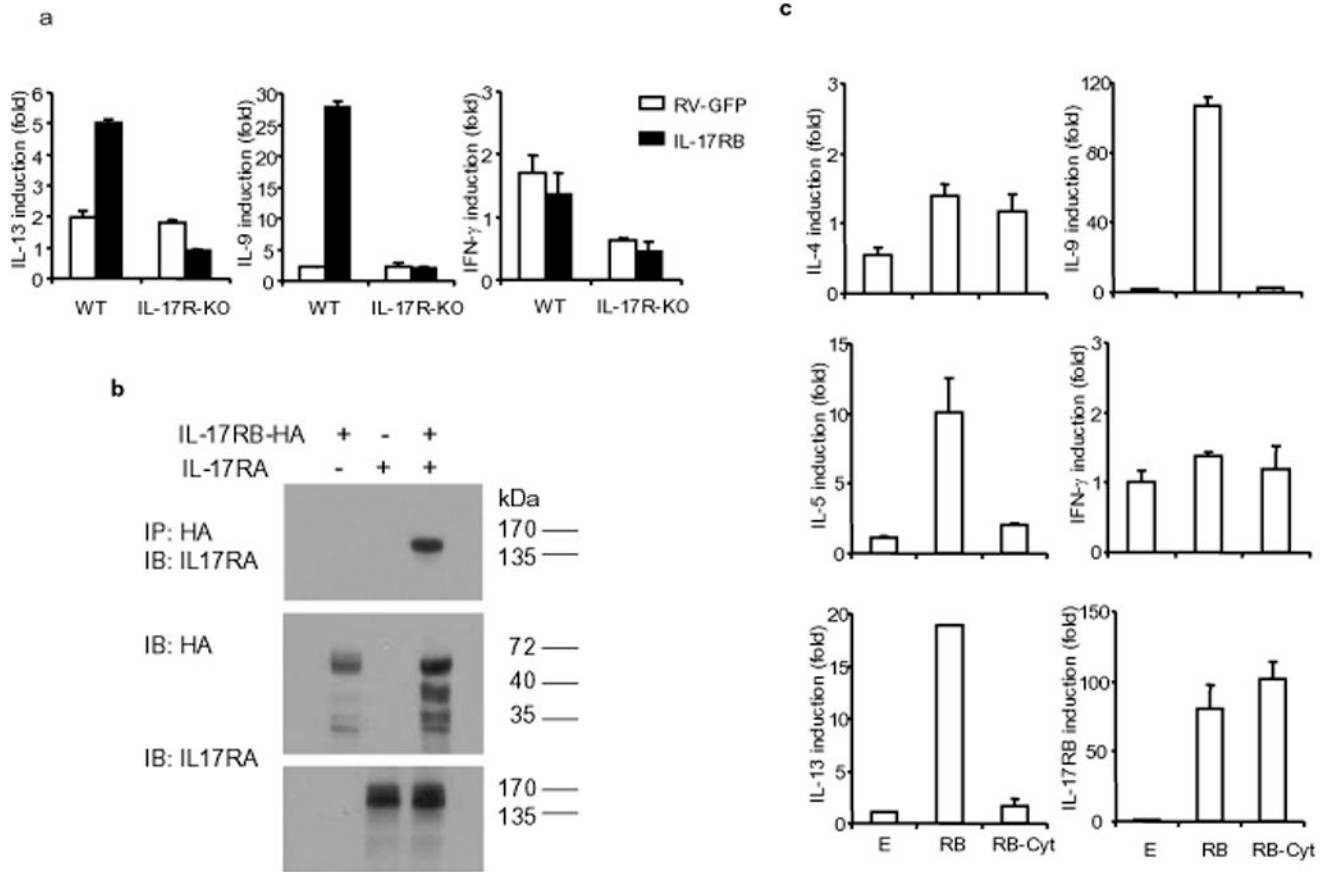 a
IL-13 induction (fold)
6
5
4
3
2
1
0
WT IL-17R-KO
IL-9 induction (fold)
30
25
20
15
10
5
0
WT IL-17R-KO
IFN-γ induction (fold)
3
2
1
0
WT IL-17R-KO
RV-GFP
IL-17RB
b
IL-17RB-HA + - +
IL-17RA - + +
kDa
IP: HA
IB: IL17RA
170
135
IB: HA
72
40
35
IB: IL17RA
170
135
c
IL-4 induction (fold)
3
2
1
0
IL-9 induction (fold)
120
80
40
0
IL-5 induction (fold)
15
10
5
0
IFN-γ induction (fold)
3
2
1
0
IL-13 induction (fold)
20
15
10
5
0
E RB RB-Cyt
IL-17RB induction (fold)
150
100
50
0
E RB RB-Cyt